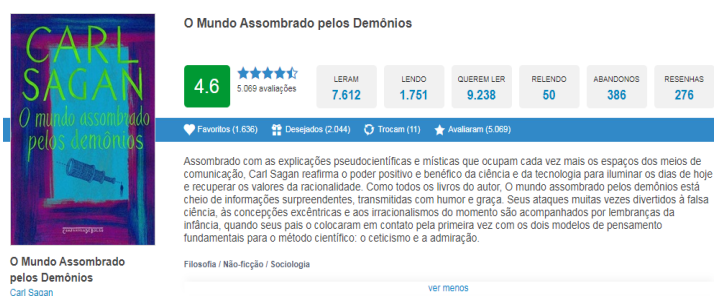 CARL
SAGAN
O mundo assombrado
pelos demônios
O Mundo Assombrado
pelos Demônios
Carl Sagan
O Mundo Assombrado pelos Demônios
4.6
5.069 avaliações
LERAM
7.612
LENDO
1.751
QUEREM LER
9.238
RELENDO
50
ABANDONOS
386
RESENHAS
276
Favoritos (1.636)
Desejados (2.044)
Trocam (11)
Avaliaram (5.069)
Assombrado com as explicações pseudocientíficas e místicas que ocupam cada vez mais os espaços dos meios de
comunicação, Carl Sagan reafirma o poder positivo e benéfico da ciência e da tecnologia para iluminar os dias de hoje
e recuperar os valores da racionalidade. Como todos os livros do autor, O mundo assombrado pelos demônios está
cheio de informações surpreendentes, transmitidas com humor e graça. Seus ataques muitas vezes divertidos à falsa
ciência, às concepções excêntricas e aos irracionalismos do momento são acompanhados por lembranças da
infância, quando seus pais o colocaram em contato pela primeira vez com os dois modelos de pensamento
fundamentais para o método científico: o ceticismo e a admiração.
Filosofia / Não-ficção / Sociologia
ver menos